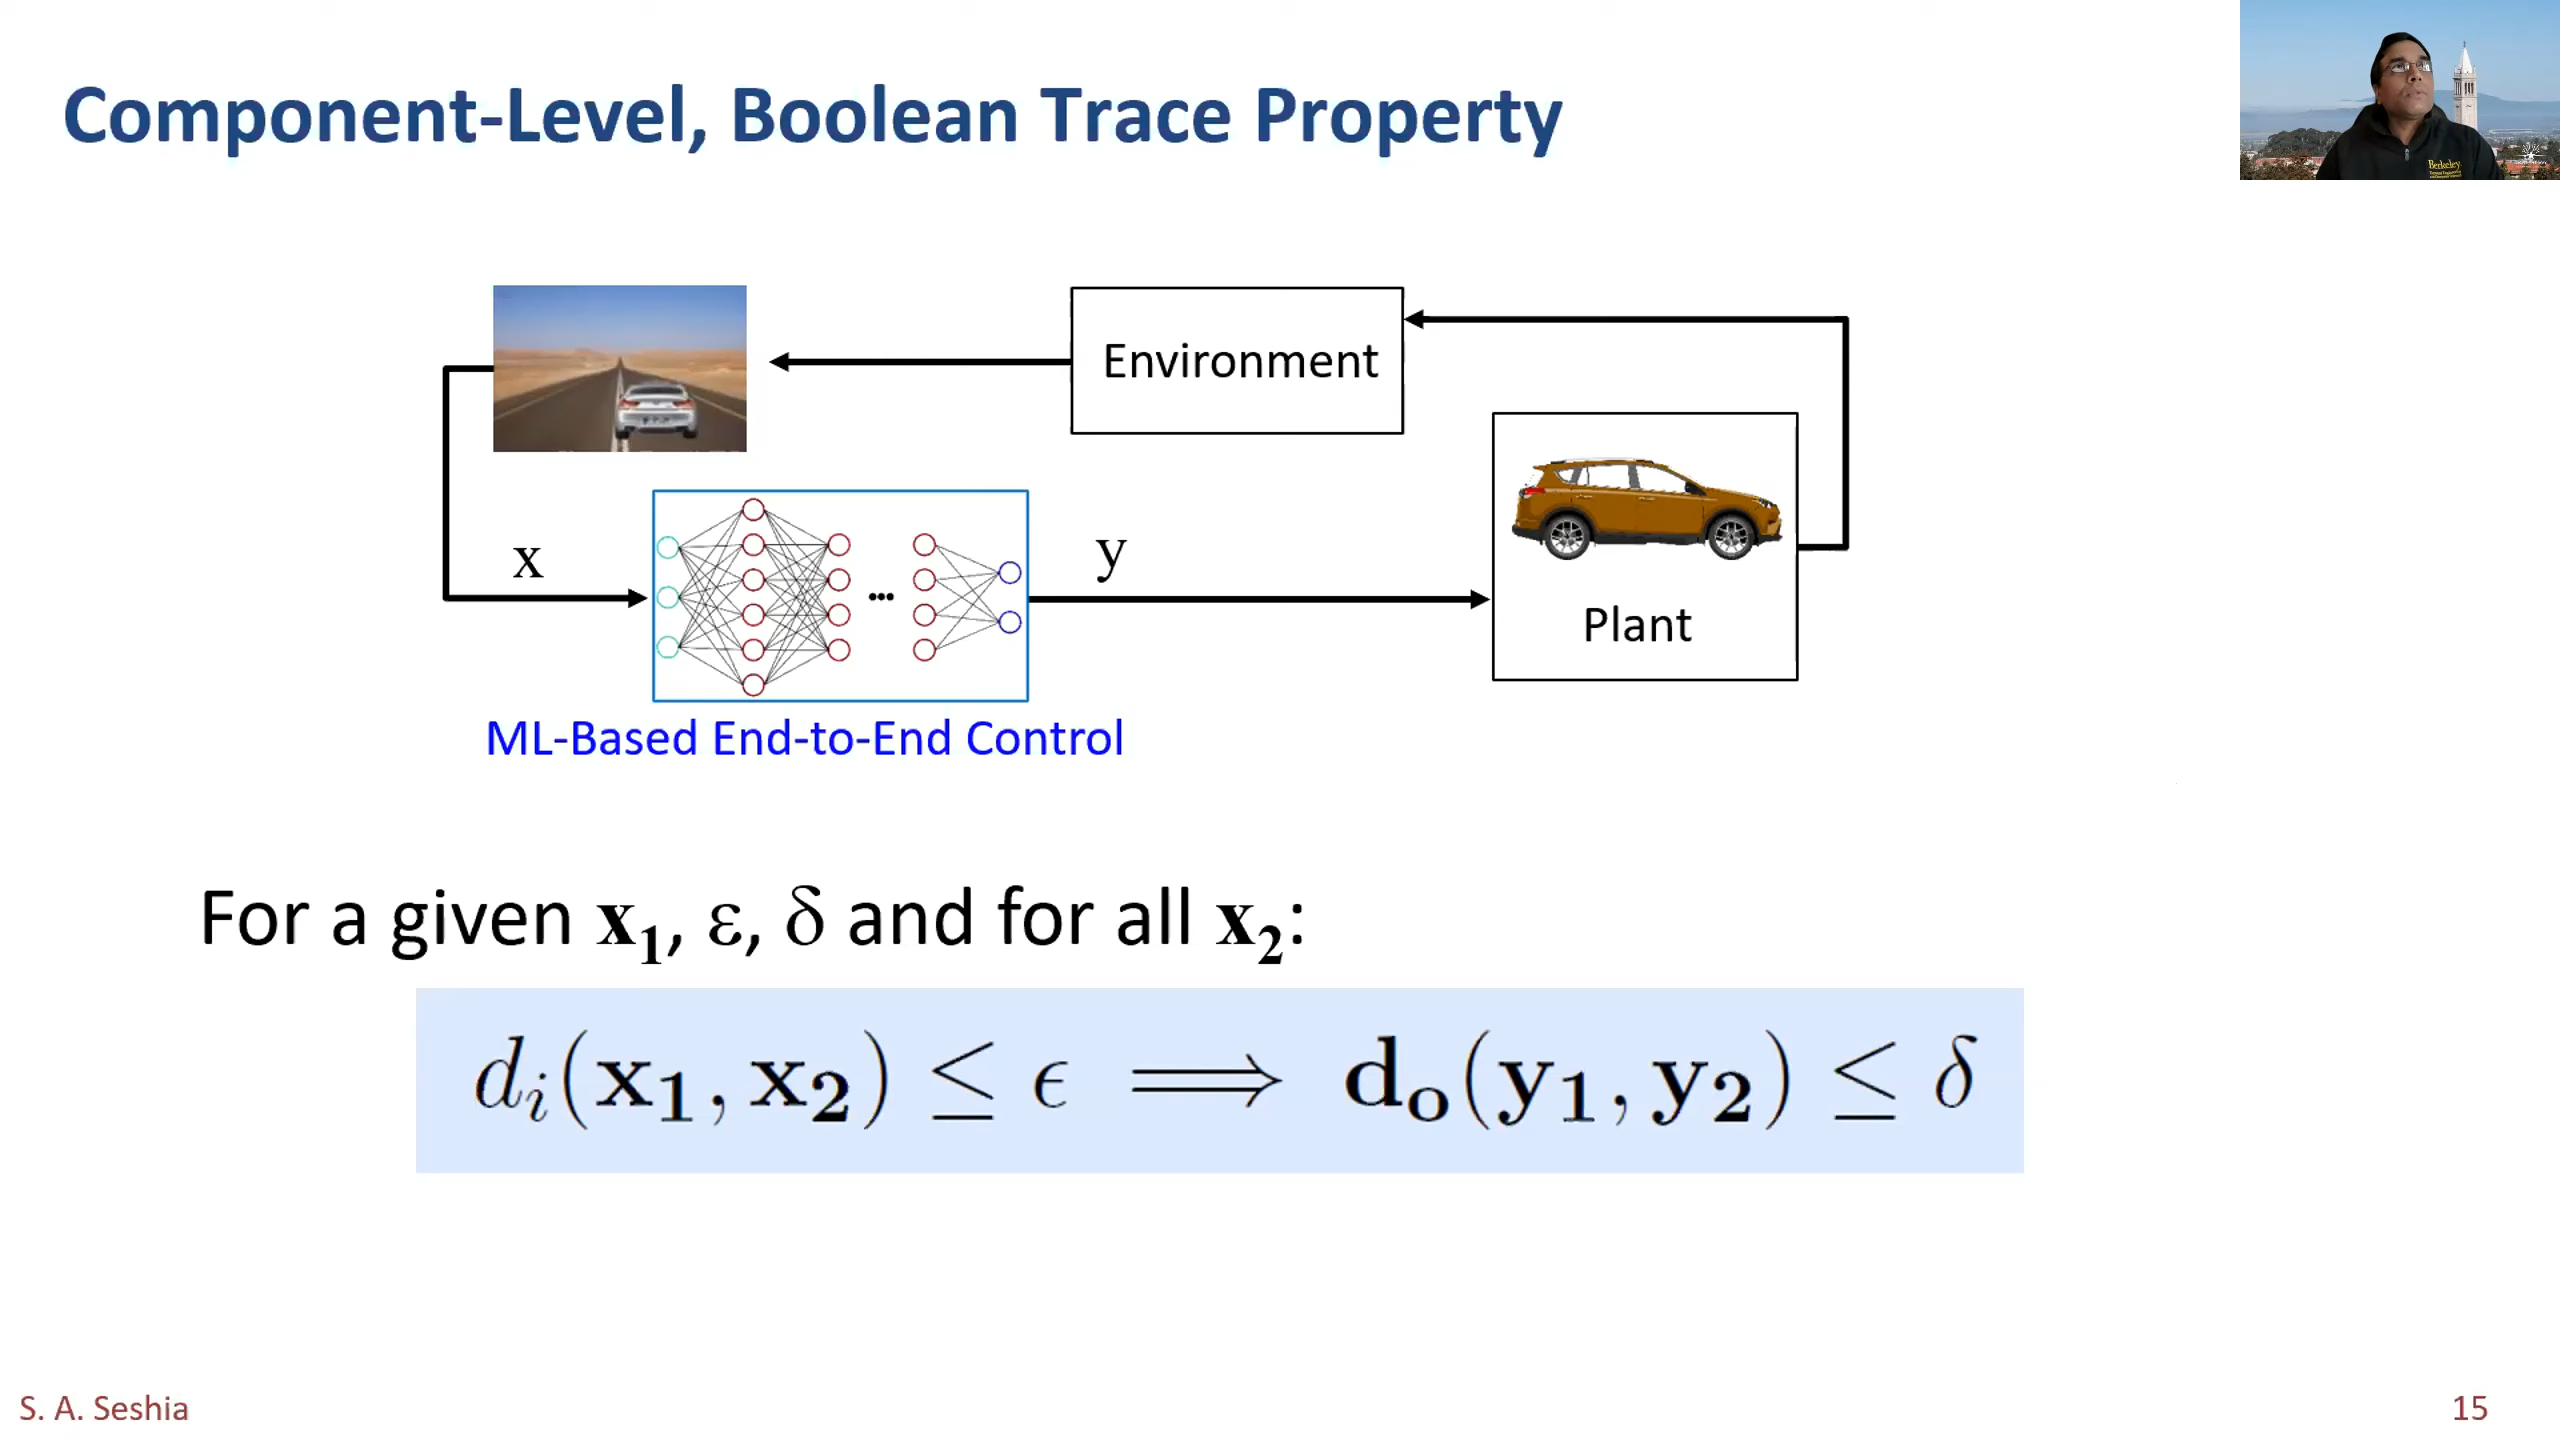 Component-Level, Boolean Trace Property
Berkeley
Environment
x
y
Plant
ML-Based End-to-End Control
For a given x₁, ε, δ and for all x₂:
dᵢ(x₁, x₂) ≤ ϵ ⟹ dₒ(y₁, y₂) ≤ δ
S. A. Seshia
15